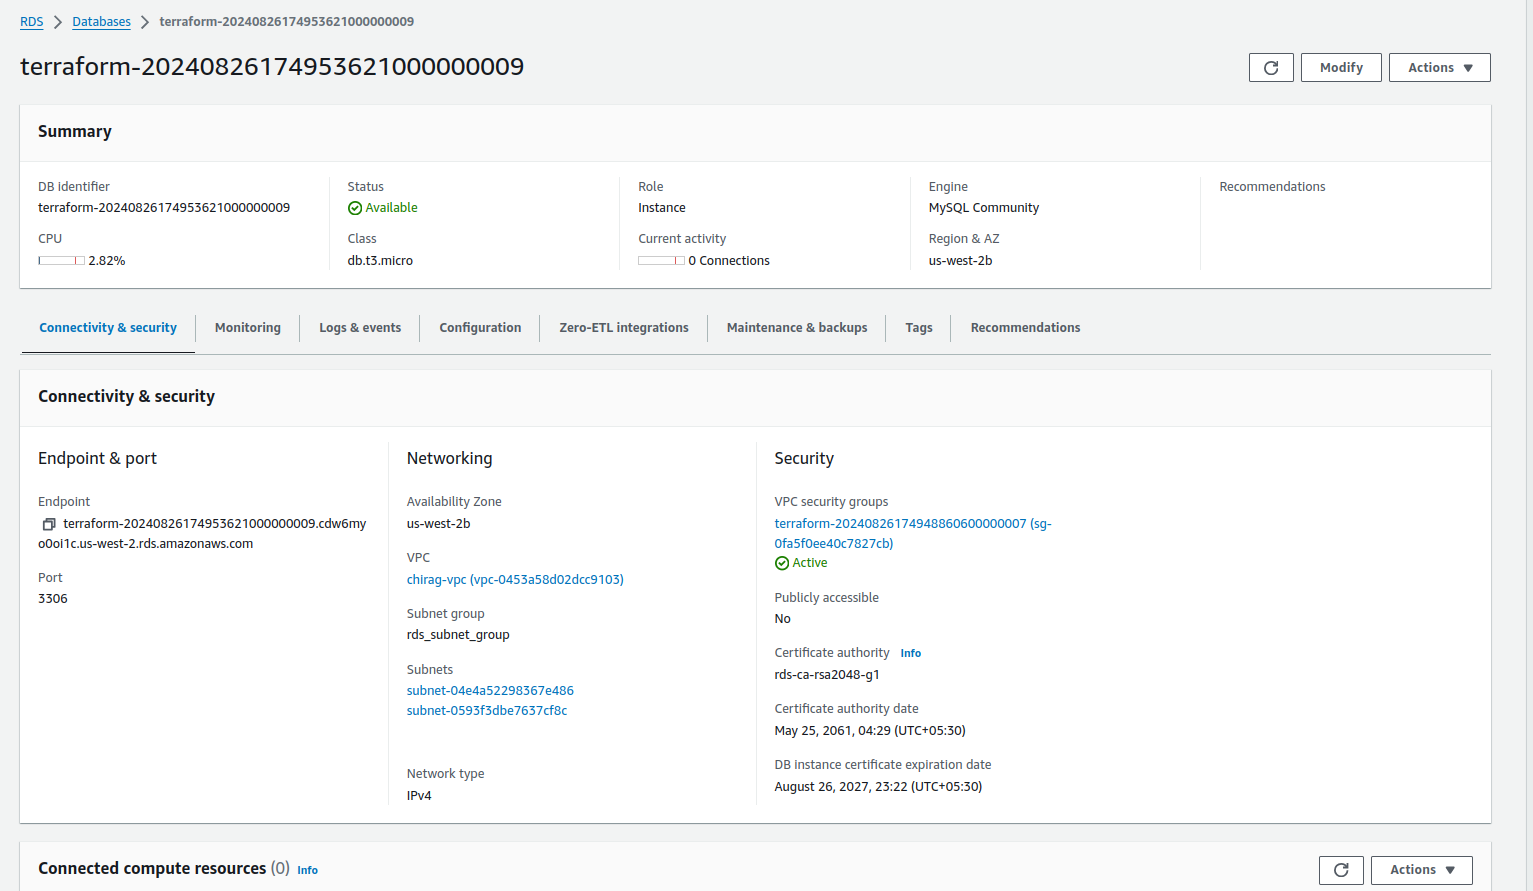 RDS > Databases > terraform-20240826174953621000000009
terraform-20240826174953621000000009
Modify
Actions
Summary
DB identifier
terraform-20240826174953621000000009
Status
Available
Role
Instance
Engine
MySQL Community
Recommendations
CPU
2.82%
Class
db.t3.micro
Current activity
0 Connections
Region & AZ
us-west-2b
Connectivity & security
Monitoring
Logs & events
Configuration
Zero-ETL integrations
Maintenance & backups
Tags
Recommendations
Connectivity & security
Endpoint & port
Endpoint
terraform-20240826174953621000000009.cdw6my
o0oi1c.us-west-2.rds.amazonaws.com
Port
3306
Networking
Availability Zone
us-west-2b
VPC
chirag-vpc (vpc-0453a58d02dcc9103)
Subnet group
rds_subnet_group
Subnets
subnet-04e4a52298367e486
subnet-0593f3dbe7637cf8c
Network type
IPv4
Security
VPC security groups
terraform-20240826174948860600000007 (sg-
0fa5f0ee40c7827cb)
Active
Publicly accessible
No
Certificate authority Info
rds-ca-rsa2048-g1
Certificate authority date
May 25, 2061, 04:29 (UTC+05:30)
DB instance certificate expiration date
August 26, 2027, 23:22 (UTC+05:30)
Connected compute resources (0) Info
Actions